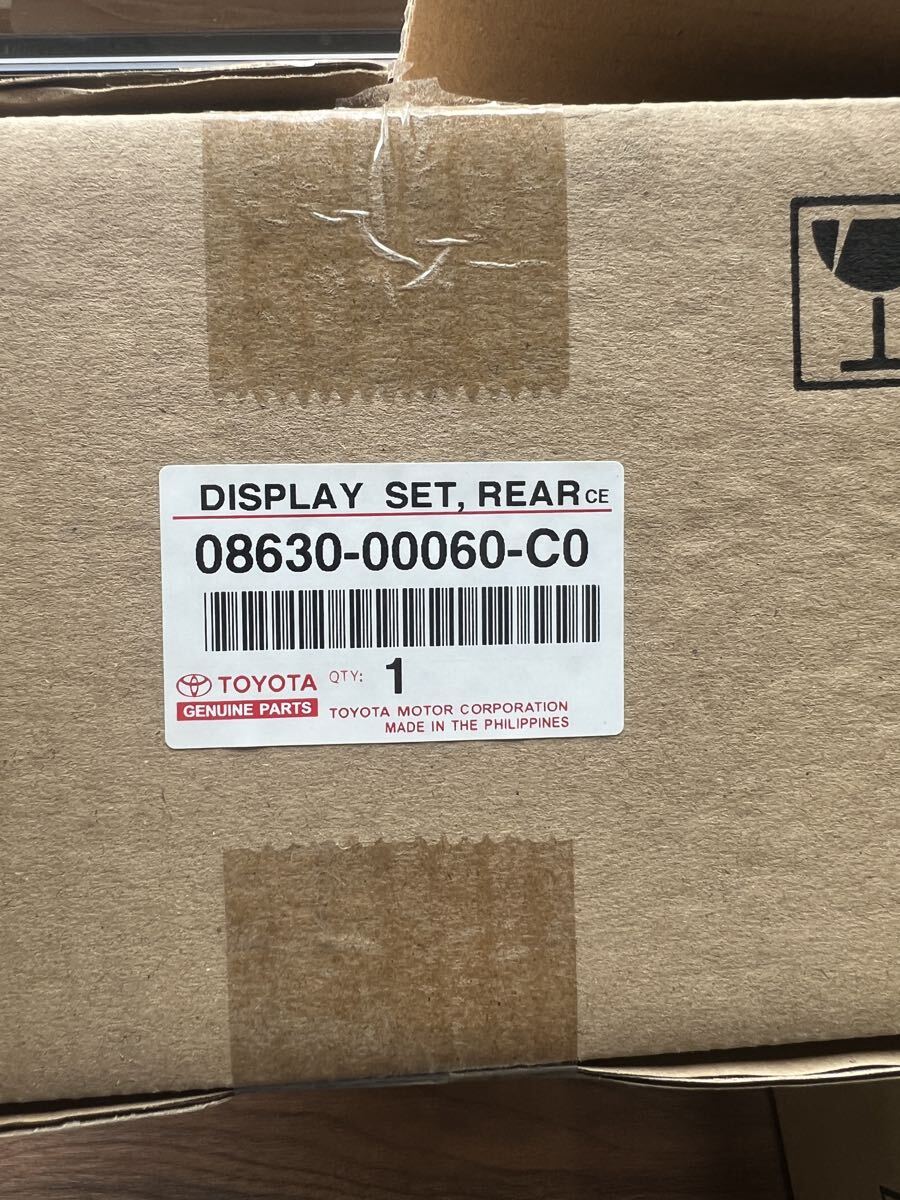 DISPLAY SET, REAR CE
08630-00060-C0
TOYOTA QTY: 1
GENUINE PARTS TOYOTA MOTOR CORPORATION
MADE IN THE PHILIPPINES